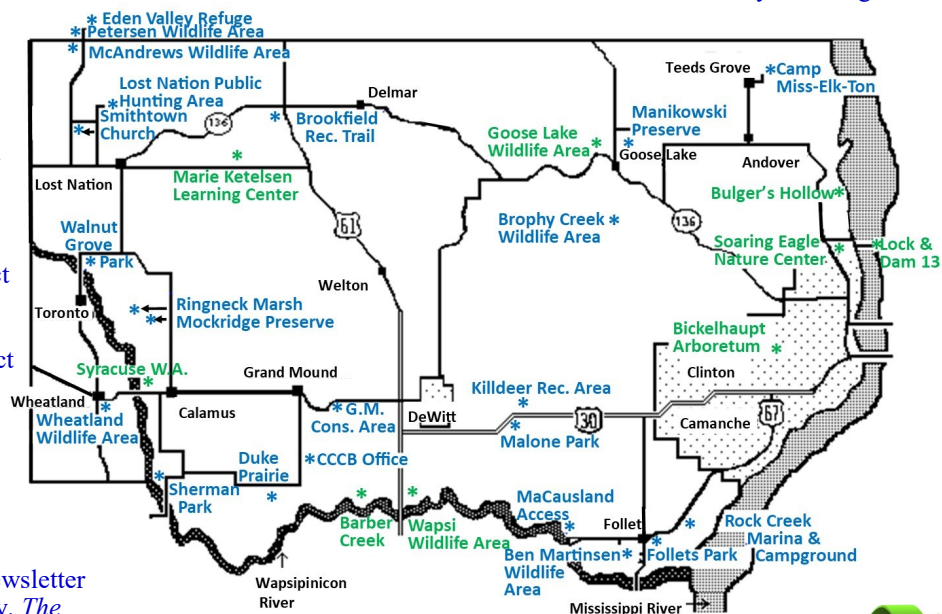 * Eden Valley Refuge
* Petersen Wildlife Area
* McAndrews Wildlife Area
Lost Nation Public
* Hunting Area
Smithtown
* Church
136
Delmar
* Brookfield
Rec. Trail
Teeds Grove
* Camp
Miss-Elk-Ton
Manikowski
Preserve
*
Goose Lake
Wildlife Area *
Goose Lake
Andover
Lost Nation
*
Marie Ketelsen
Learning Center
Bulger's Hollow*
61
Brophy Creek *
Wildlife Area
136
Walnut
Grove
* Park
Soaring Eagle
Nature Center *
*Lock &
Dam 13
ct
Welton
Toronto
* Ringneck Marsh
* Mockridge Preserve
Bickelhaupt
Arboretum *
ct
Syracuse W.A.
*
Grand Mound
Clinton
Killdeer Rec. Area
*
Wheatland
*
Wheatland
Wildlife Area
Calamus
* G.M.
Cons. Area
DeWitt
30
*
Malone Park
67
Camanche
Duke
Prairie
*
*CCCB Office
*
Sherman
Park
*
Barber
Creek
*
Wapsi
Wildlife Area
MaCausland
Access
*
Follet
*
Rock Creek
Marina &
Campground
Ben Martinsen*
Wildlife
Area
*
Follets Park
Wapsipinicon
River
Mississippi River
ewsletter
The